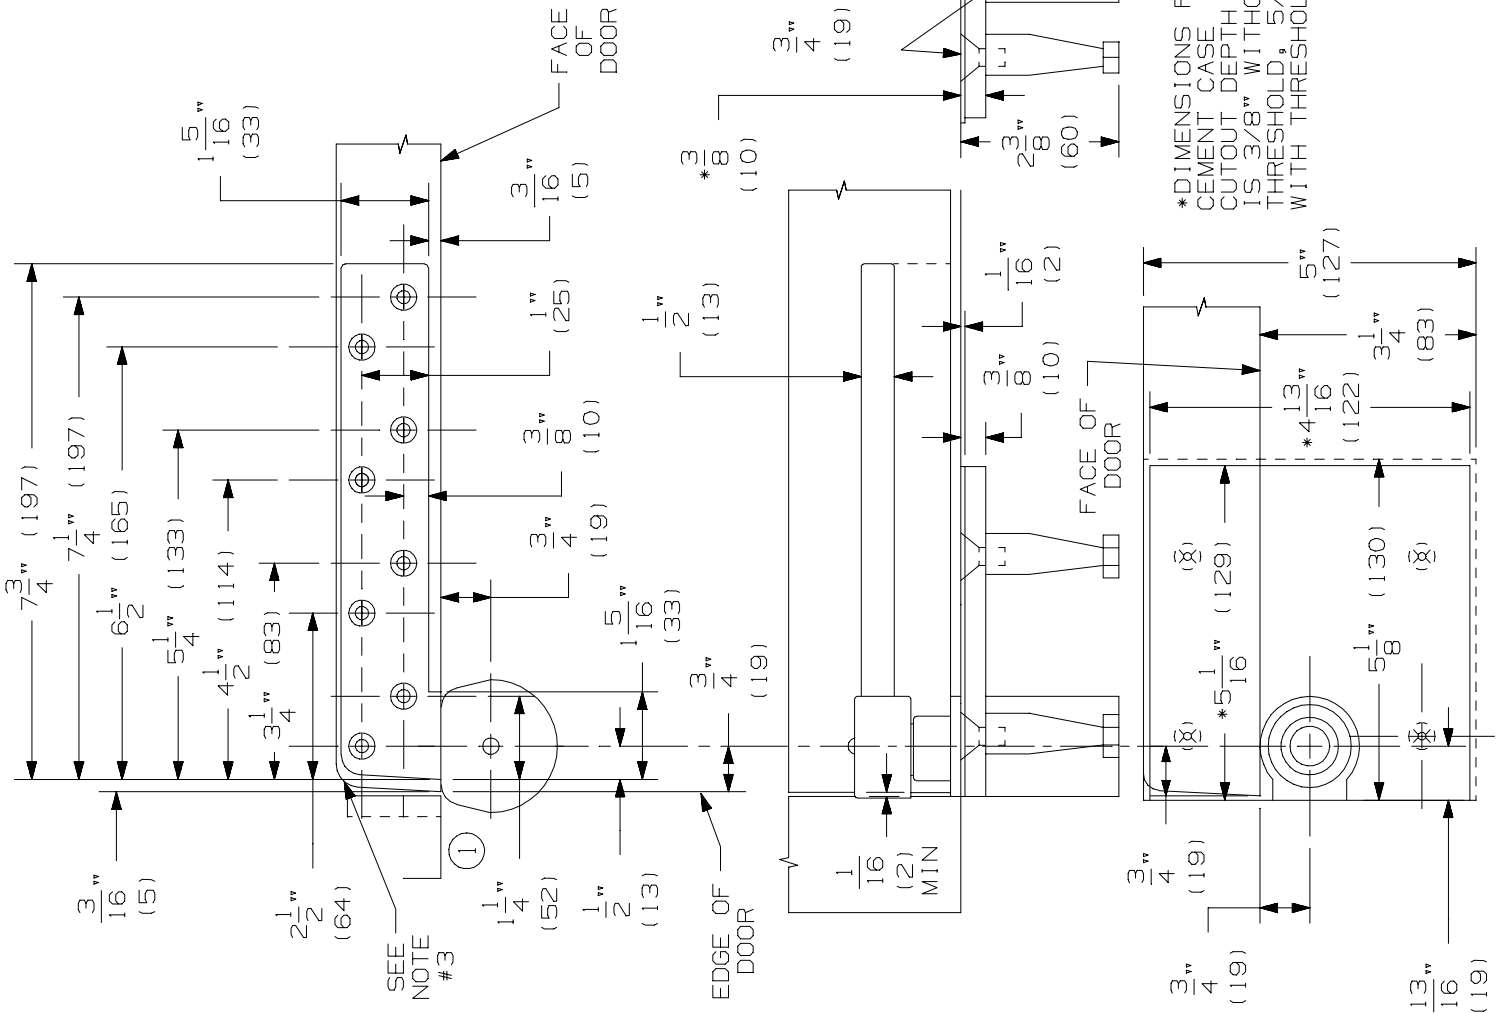 7 3/4" (197)
7 1/4" (197)
6 1/2" (165)
5 1/4" (133)
4 1/2" (114)
3 1/4" (83)
2 1/2"
(64)
3/16"
(5)
SEE
NOTE
#3
1
1 5/16"
(33)
FACE
OF
DOOR
3/16"
(5)
1"
(25)
3/8"
(10)
3/4"
(19)
1 5/16"
(33)
3/4"
(19)
1 1/4"
(52)
1/2"
(13)
EDGE OF
DOOR
1/2"
(13)
*3/8"
(10)
3/4"
(19)
2 3/8"
(60)
1/16"
(2)
3/8"
(10)
1/16
(2)
MIN
*DIMENSIONS F
CEMENT CASE
CUTOUT DEPTH
IS 3/8" WITHO
THRESHOLD, 5/
WITH THRESHOL
FACE OF
DOOR
5"
(127)
3 1/4"
(83)
*4 13/16"
(122)
(129)
*5 1/16"
(130)
5 1/8"
3/4"
(19)
3/4"
(19)
13/16"
(19)